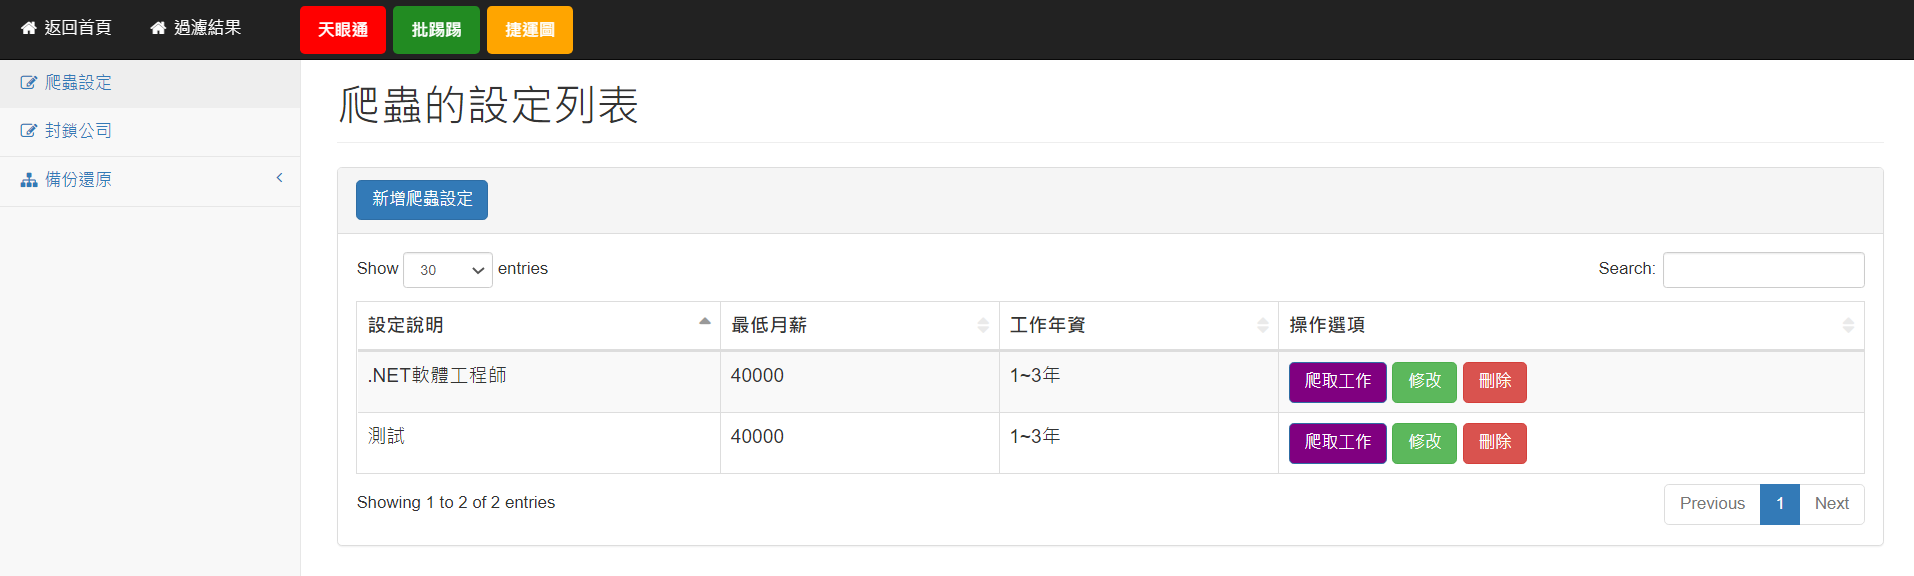 返回首頁 過濾結果 天眼通 批踢踢 捷運圖
爬蟲設定
封鎖公司
備份還原
爬蟲的設定列表
新增爬蟲設定
Show 30 entries Search:
設定說明 最低月薪 工作年資 操作選項
.NET軟體工程師 40000 1~3年 爬取工作 修改 刪除
測試 40000 1~3年 爬取工作 修改 刪除
Showing 1 to 2 of 2 entries Previous 1 Next